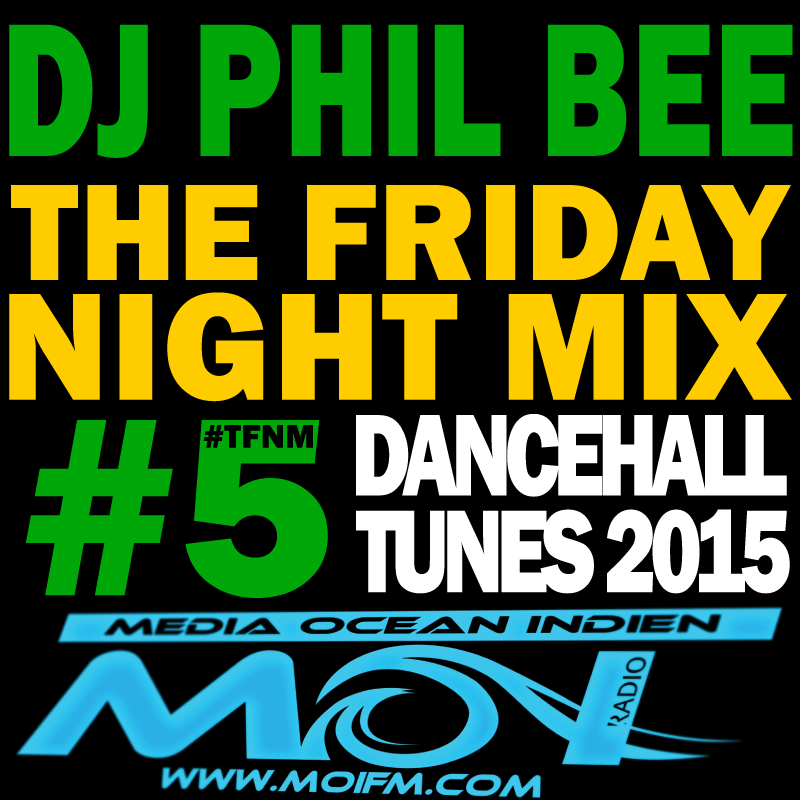 DJ PHIL BEE
THE FRIDAY
NIGHT MIX
#5
#TFNM
DANCEHALL
TUNES 2015
MEDIA OCEAN INDIEN
MOI
RADIO
WWW.MOIFM.COM